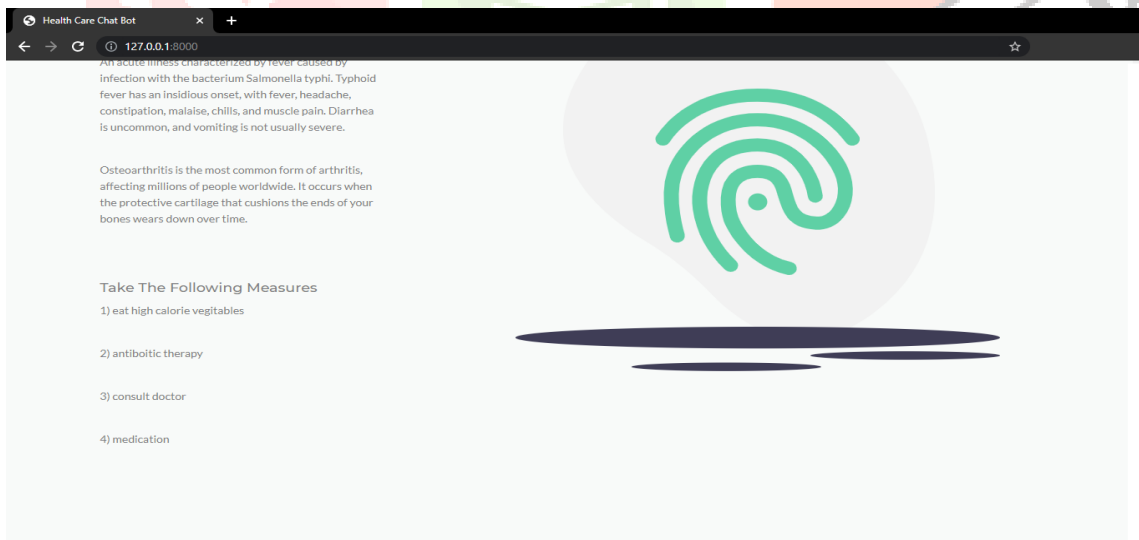 Health Care Chat Bot
127.0.0.1:8000
An acute illness characterized by fever caused by
infection with the bacterium Salmonella typhi. Typhoid
fever has an insidious onset, with fever, headache,
constipation, malaise, chills, and muscle pain. Diarrhea
is uncommon, and vomiting is not usually severe.
Osteoarthritis is the most common form of arthritis,
affecting millions of people worldwide. It occurs when
the protective cartilage that cushions the ends of your
bones wears down over time.
Take The Following Measures
1) eat high calorie vegitables
2) antiboitic therapy
3) consult doctor
4) medication